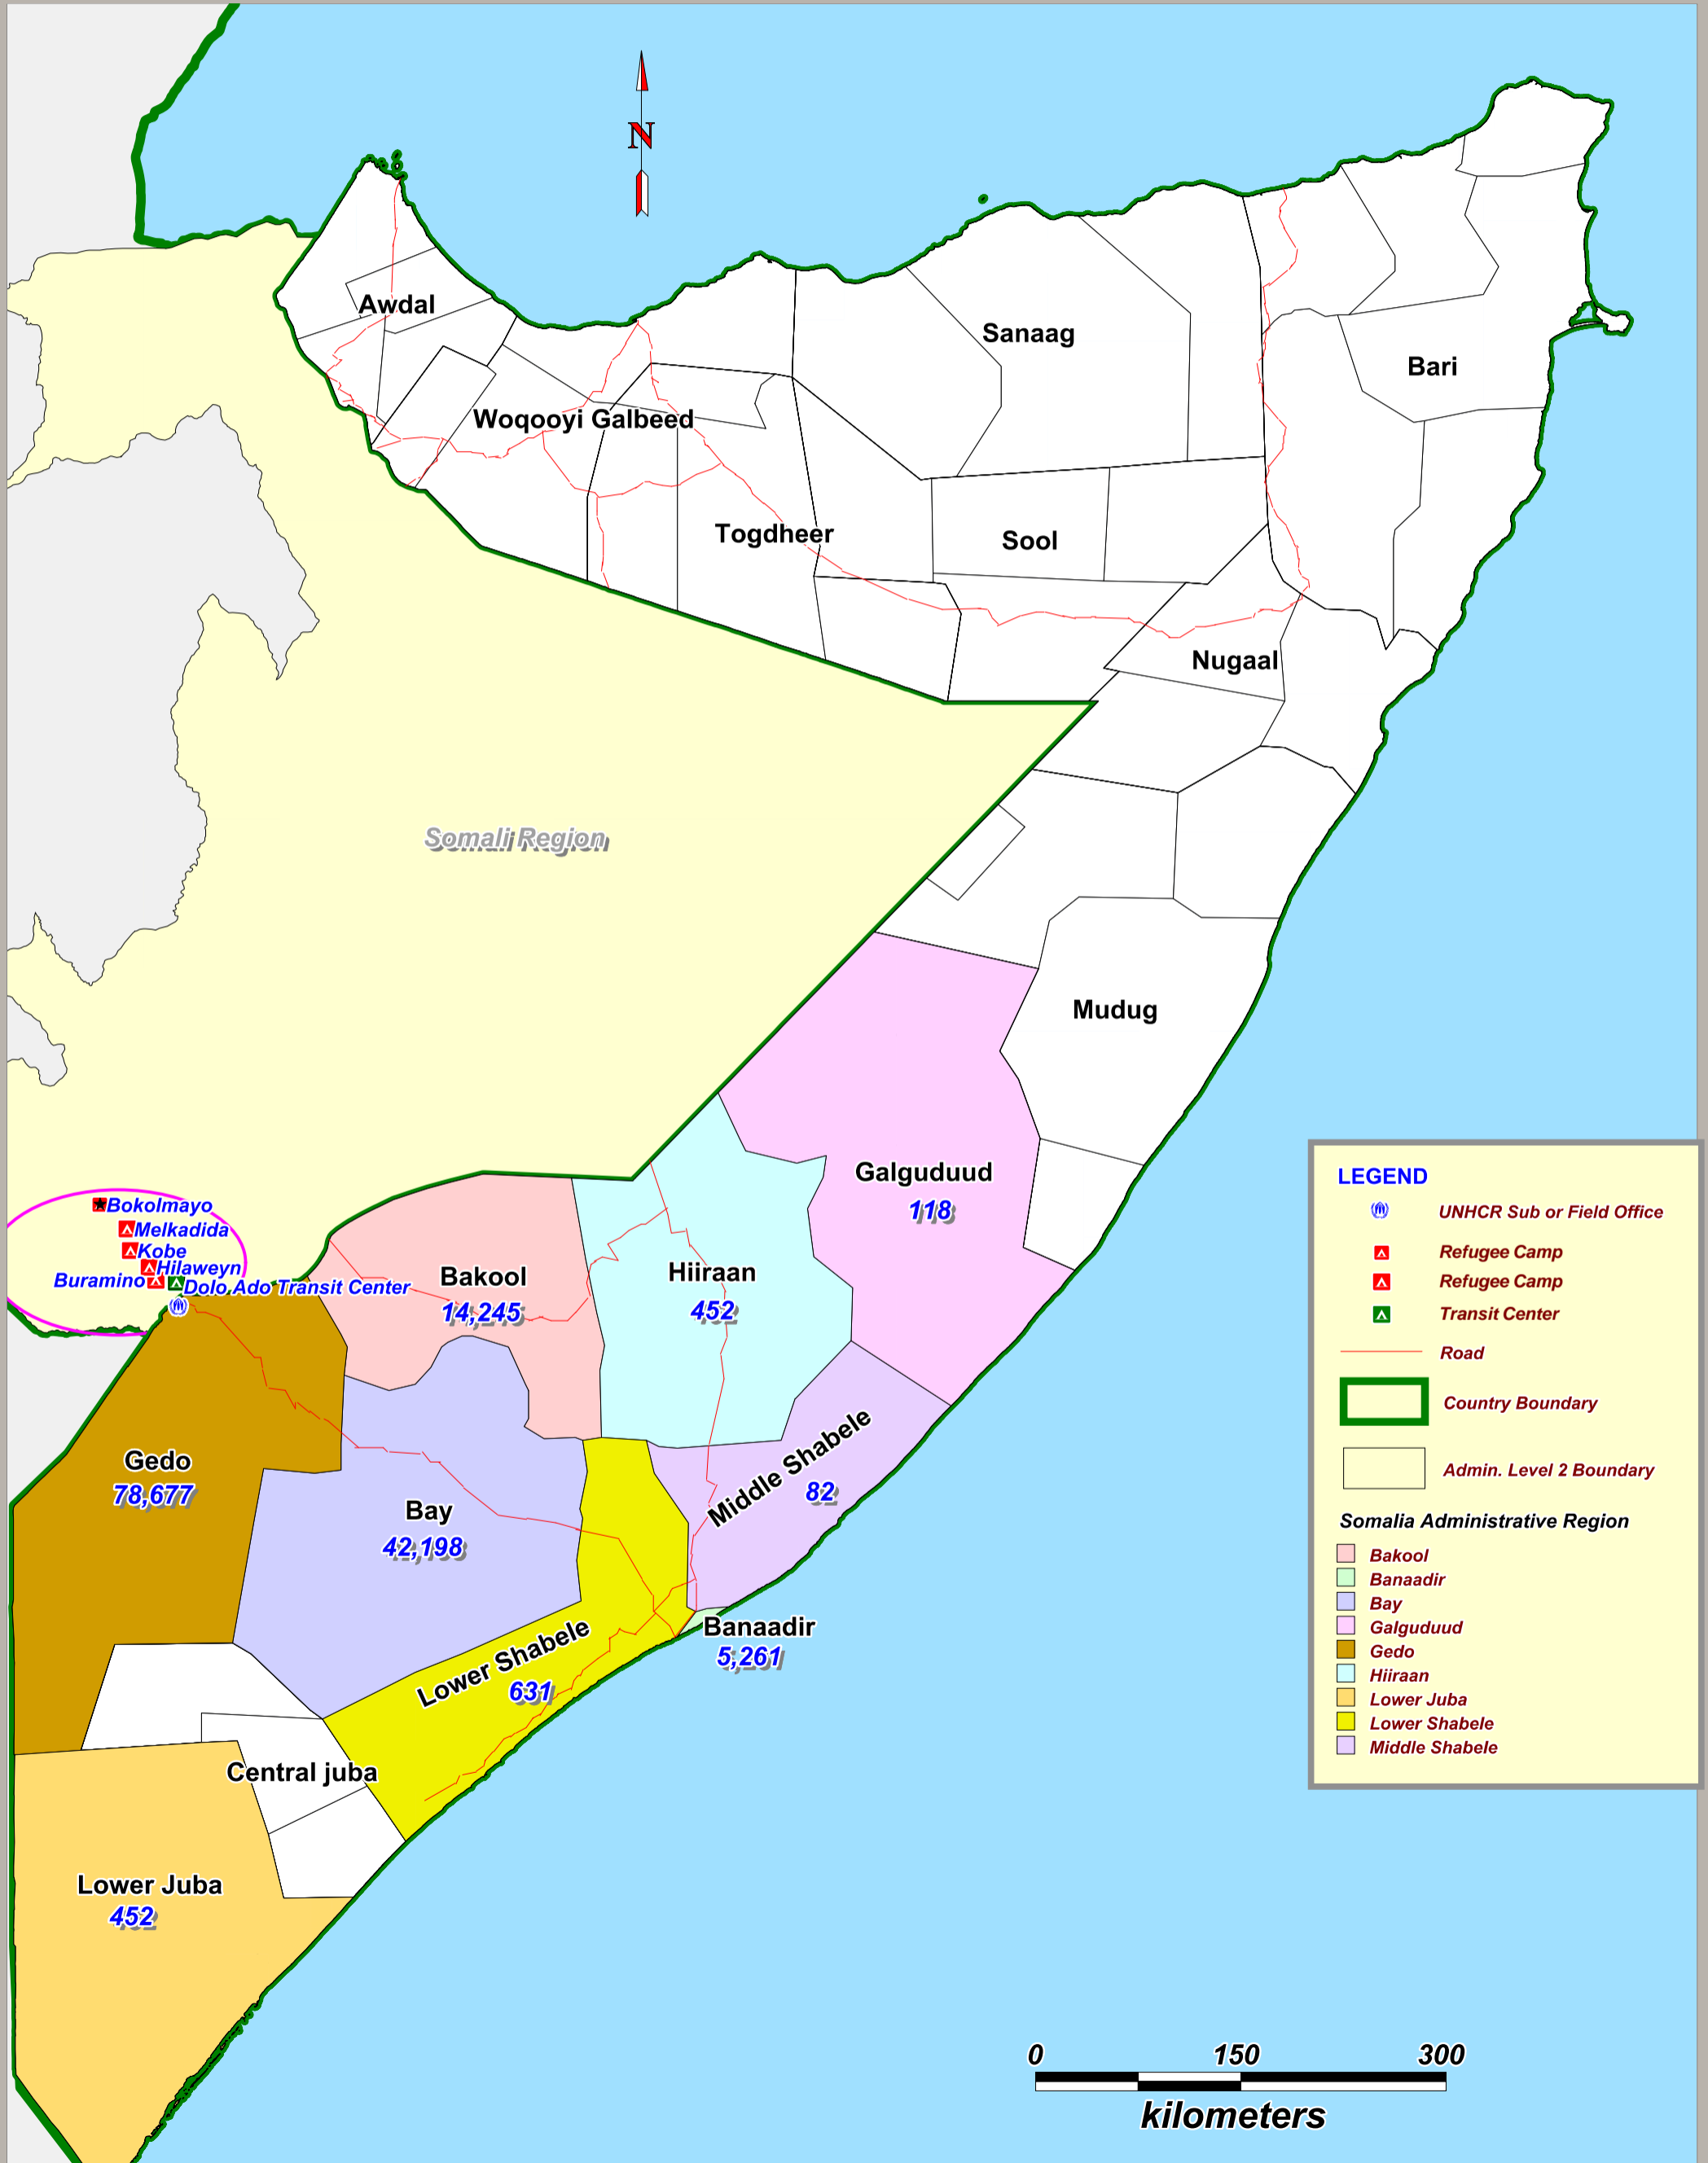 N
Awdal
Sanaag
Bari
Woqooyi Galbeed
Togdheer
Sool
Nugaal
Somali Region
Mudug
Galguduud
118
Bokolmayo
Melkadida
Kobe
Hilaweyn
Buramino
Dolo Ado Transit Center
Bakool
14,245
Hiiraan
452
Gedo
78,677
Bay
42,198
Middle Shabele
82
Banaadir
5,261
Lower Shabele
631
Central juba
Lower Juba
452
LEGEND
UNHCR Sub or Field Office
Refugee Camp
Refugee Camp
Transit Center
Road
Country Boundary
Admin. Level 2 Boundary
Somalia Administrative Region
Bakool
Banaadir
Bay
Galguduud
Gedo
Hiiraan
Lower Juba
Lower Shabele
Middle Shabele
0 150 300
kilometers